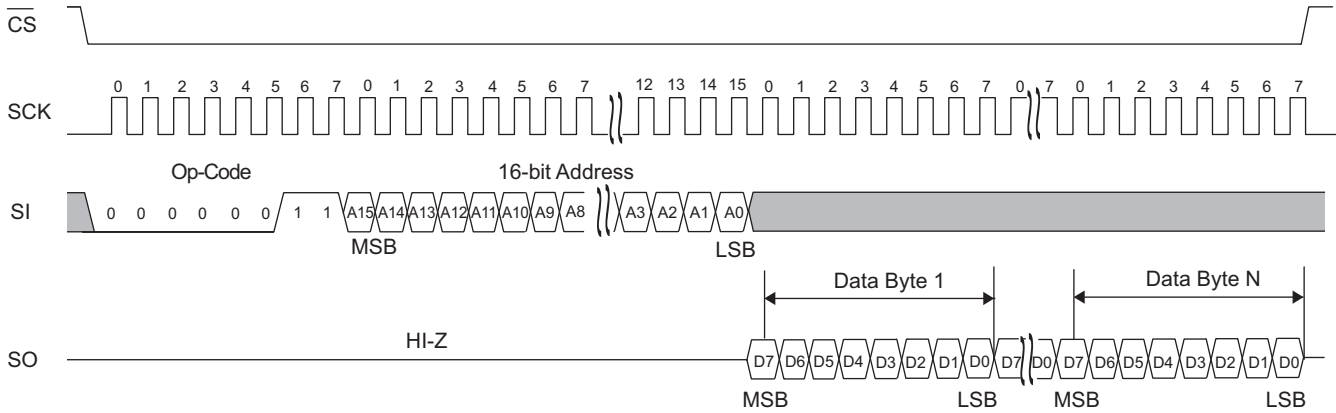 CS
SCK
0 1 2 3 4 5 6 7 0 1 2 3 4 5 6 7 12 13 14 15 0 1 2 3 4 5 6 7 0 7 0 1 2 3 4 5 6 7
Op-Code 16-bit Address
SI
0 0 0 0 0 0 1 1 A15 A14 A13 A12 A11 A10 A9 A8 A3 A2 A1 A0
MSB LSB
Data Byte 1 Data Byte N
HI-Z
SO
D7 D6 D5 D4 D3 D2 D1 D0 D7 D0 D7 D6 D5 D4 D3 D2 D1 D0
MSB LSB MSB LSB